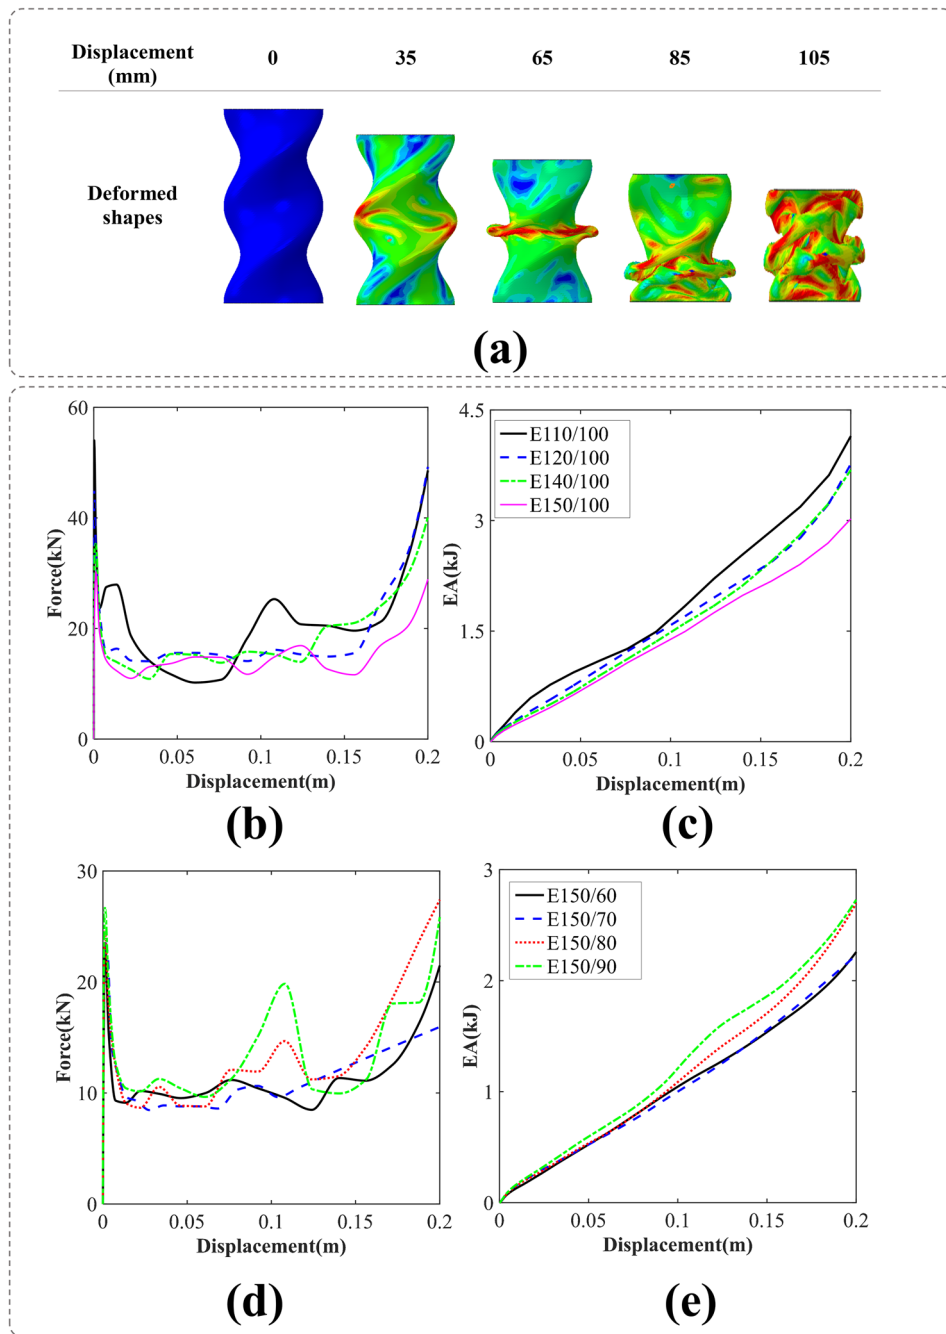 Displacement
(mm)
0 35 65 85 105
Deformed
shapes
(a)
60
40
20
0
Force(kN)
0 0.05 0.1 0.15 0.2
Displacement(m)
(b)
4.5
3
1.5
0
EA(kJ)
E110/100
E120/100
E140/100
E150/100
0 0.05 0.1 0.15 0.2
Displacement(m)
(c)
30
20
10
0
Force(kN)
0 0.05 0.1 0.15 0.2
Displacement(m)
(d)
3
2
1
0
EA(kJ)
E150/60
E150/70
E150/80
E150/90
0 0.05 0.1 0.15 0.2
Displacement(m)
(e)